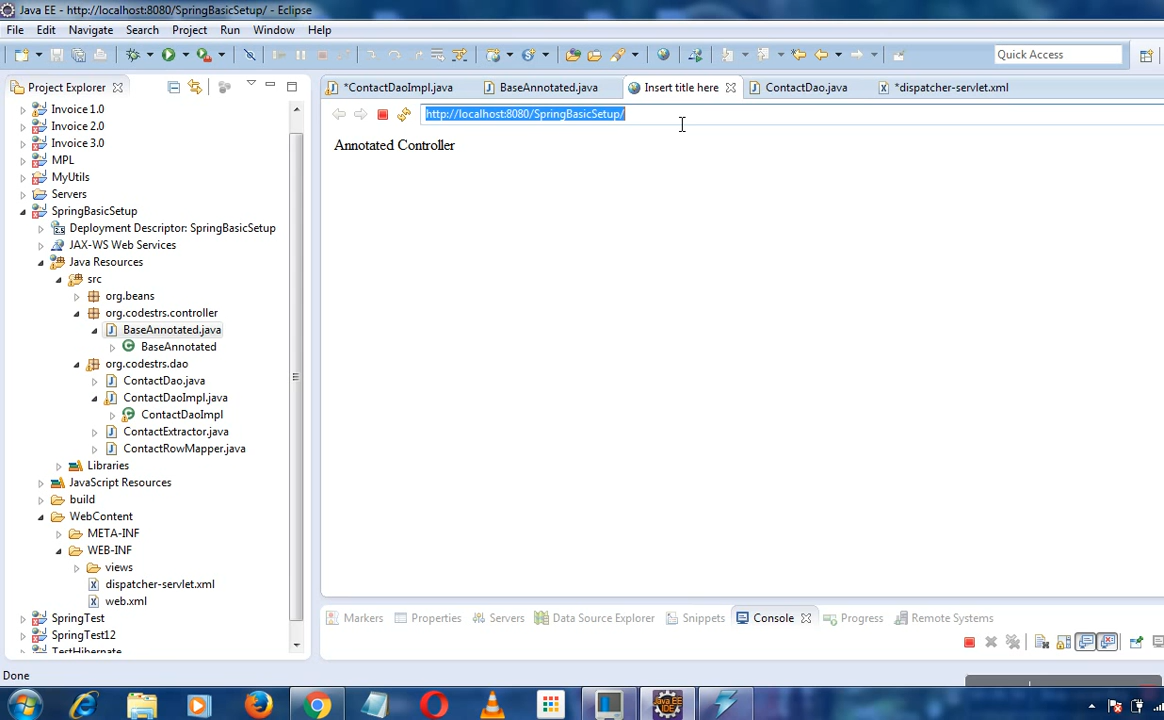 Java EE - http://localhost:8080/SpringBasicSetup/ - Eclipse
File Edit Navigate Search Project Run Window Help
Quick Access
Project Explorer
*ContactDaoImpl.java BaseAnnotated.java Insert title here ContactDao.java *dispatcher-servlet.xml
http://localhost:8080/SpringBasicSetup/
Annotated Controller
Invoice 1.0
Invoice 2.0
Invoice 3.0
MPL
MyUtils
Servers
SpringBasicSetup
Deployment Descriptor: SpringBasicSetup
JAX-WS Web Services
Java Resources
src
org.beans
org.codestrs.controller
BaseAnnotated.java
BaseAnnotated
org.codestrs.dao
ContactDao.java
ContactDaoImpl.java
ContactDaoImpl
ContactExtractor.java
ContactRowMapper.java
Libraries
JavaScript Resources
build
WebContent
META-INF
WEB-INF
views
dispatcher-servlet.xml
web.xml
SpringTest
SpringTest12
TestHibernate
Markers Properties Servers Data Source Explorer Snippets Console Progress Remote Systems
Done
Java EE
IDE